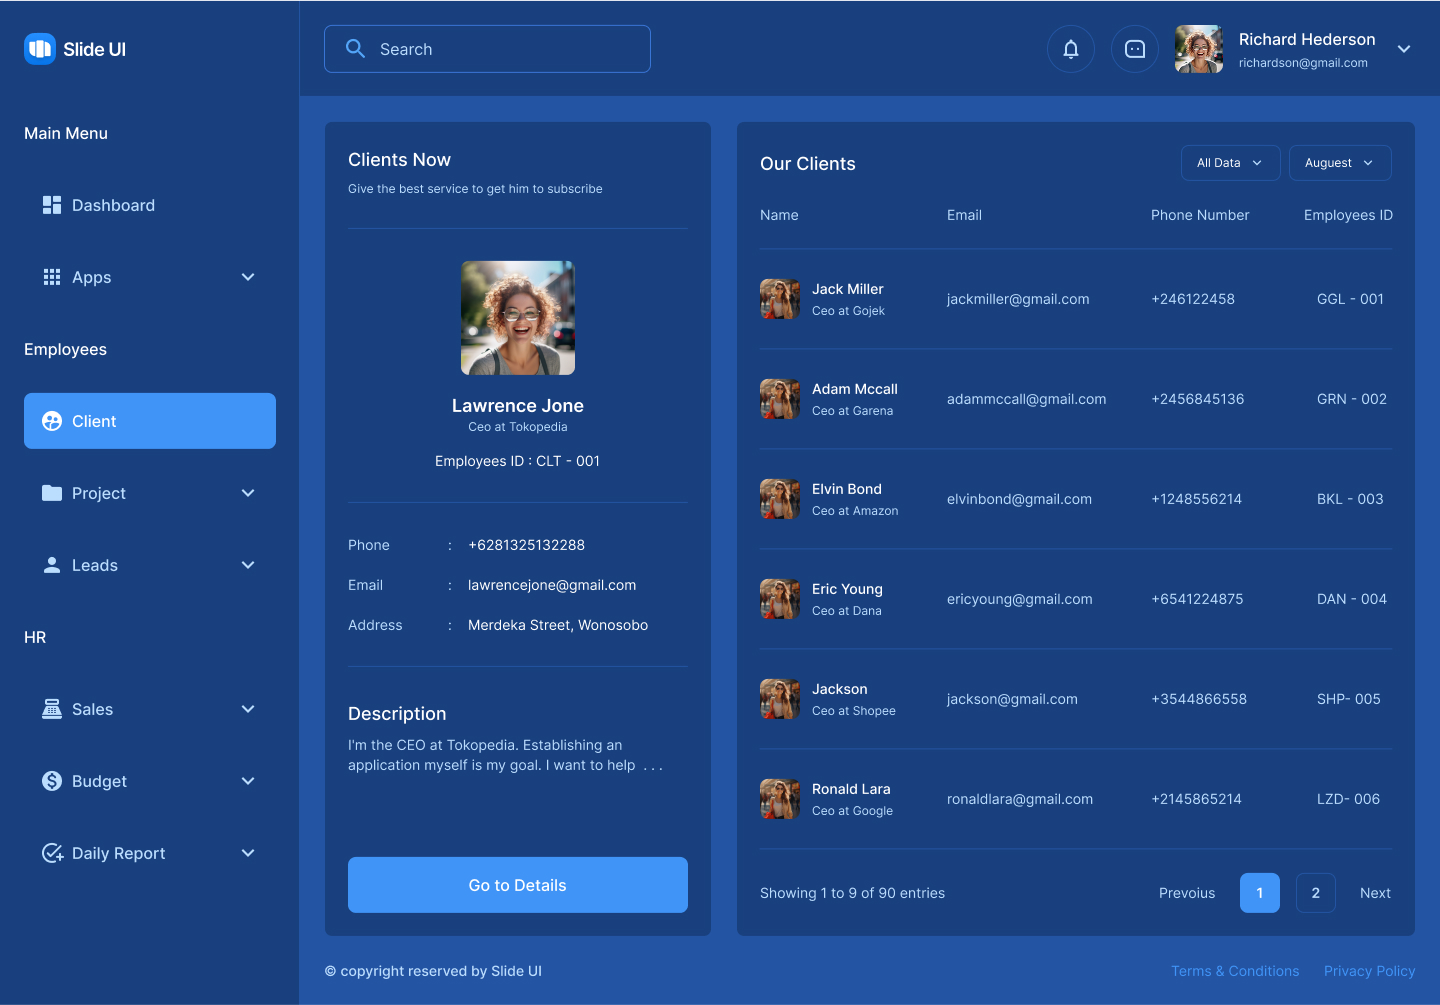 Slide UI
Search
Richard Hederson
richardson@gmail.com
Main Menu
Dashboard
Apps
Employees
Client
Project
Leads
HR
Sales
Budget
Daily Report
Clients Now
Give the best service to get him to subscribe
Lawrence Jone
Ceo at Tokopedia
Employees ID : CLT - 001
Phone : +6281325132288
Email : lawrencejone@gmail.com
Address : Merdeka Street, Wonosobo
Description
I'm the CEO at Tokopedia. Establishing an
application myself is my goal. I want to help . . .
Go to Details
Our Clients
All Data
Auguest
Name Email Phone Number Employees ID
Jack Miller
Ceo at Gojek
jackmiller@gmail.com +246122458 GGL - 001
Adam Mccall
Ceo at Garena
adammccall@gmail.com +2456845136 GRN - 002
Elvin Bond
Ceo at Amazon
elvinbond@gmail.com +1248556214 BKL - 003
Eric Young
Ceo at Dana
ericyoung@gmail.com +6541224875 DAN - 004
Jackson
Ceo at Shopee
jackson@gmail.com +3544866558 SHP- 005
Ronald Lara
Ceo at Google
ronaldlara@gmail.com +2145865214 LZD- 006
Showing 1 to 9 of 90 entries
Prevoius 1 2 Next
© copyright reserved by Slide UI
Terms & Conditions Privacy Policy